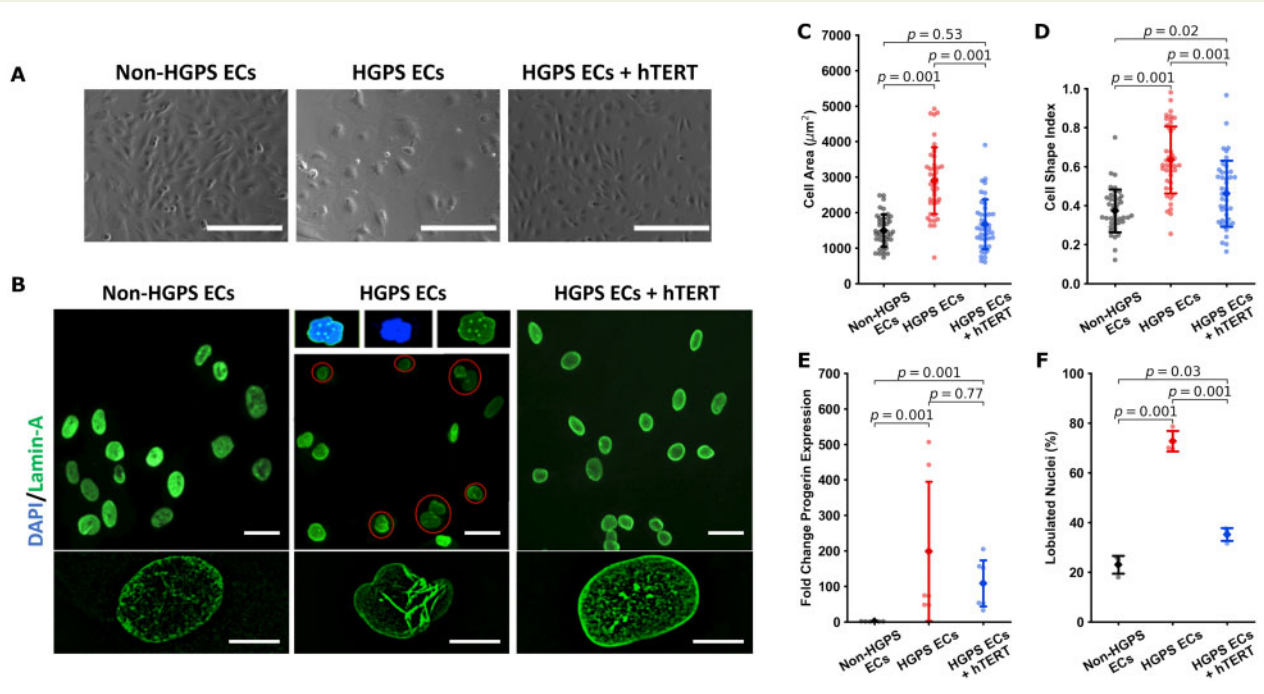 A
Non-HGPS ECs
HGPS ECs
HGPS ECs + hTERT
B
Non-HGPS ECs
HGPS ECs
HGPS ECs + hTERT
DAPI/Lamin-A
C
p = 0.53
p = 0.001
p = 0.001
Cell Area (μm²)
7000
6000
5000
4000
3000
2000
1000
0
Non-HGPS
ECs
HGPS ECs
HGPS ECs
+ hTERT
D
p = 0.02
p = 0.001
p = 0.001
Cell Shape Index
1.0
0.8
0.6
0.4
0.2
0.0
Non-HGPS
ECs
HGPS ECs
HGPS ECs
+ hTERT
E
p = 0.001
p = 0.77
p = 0.001
Fold Change Progerin Expression
700
600
500
400
300
200
100
0
Non-HGPS
ECs
HGPS ECs
HGPS ECs
+ hTERT
F
p = 0.03
p = 0.001
p = 0.001
Lobulated Nuclei (%)
100
80
60
40
20
0
Non-HGPS
ECs
HGPS ECs
HGPS ECs
+ hTERT